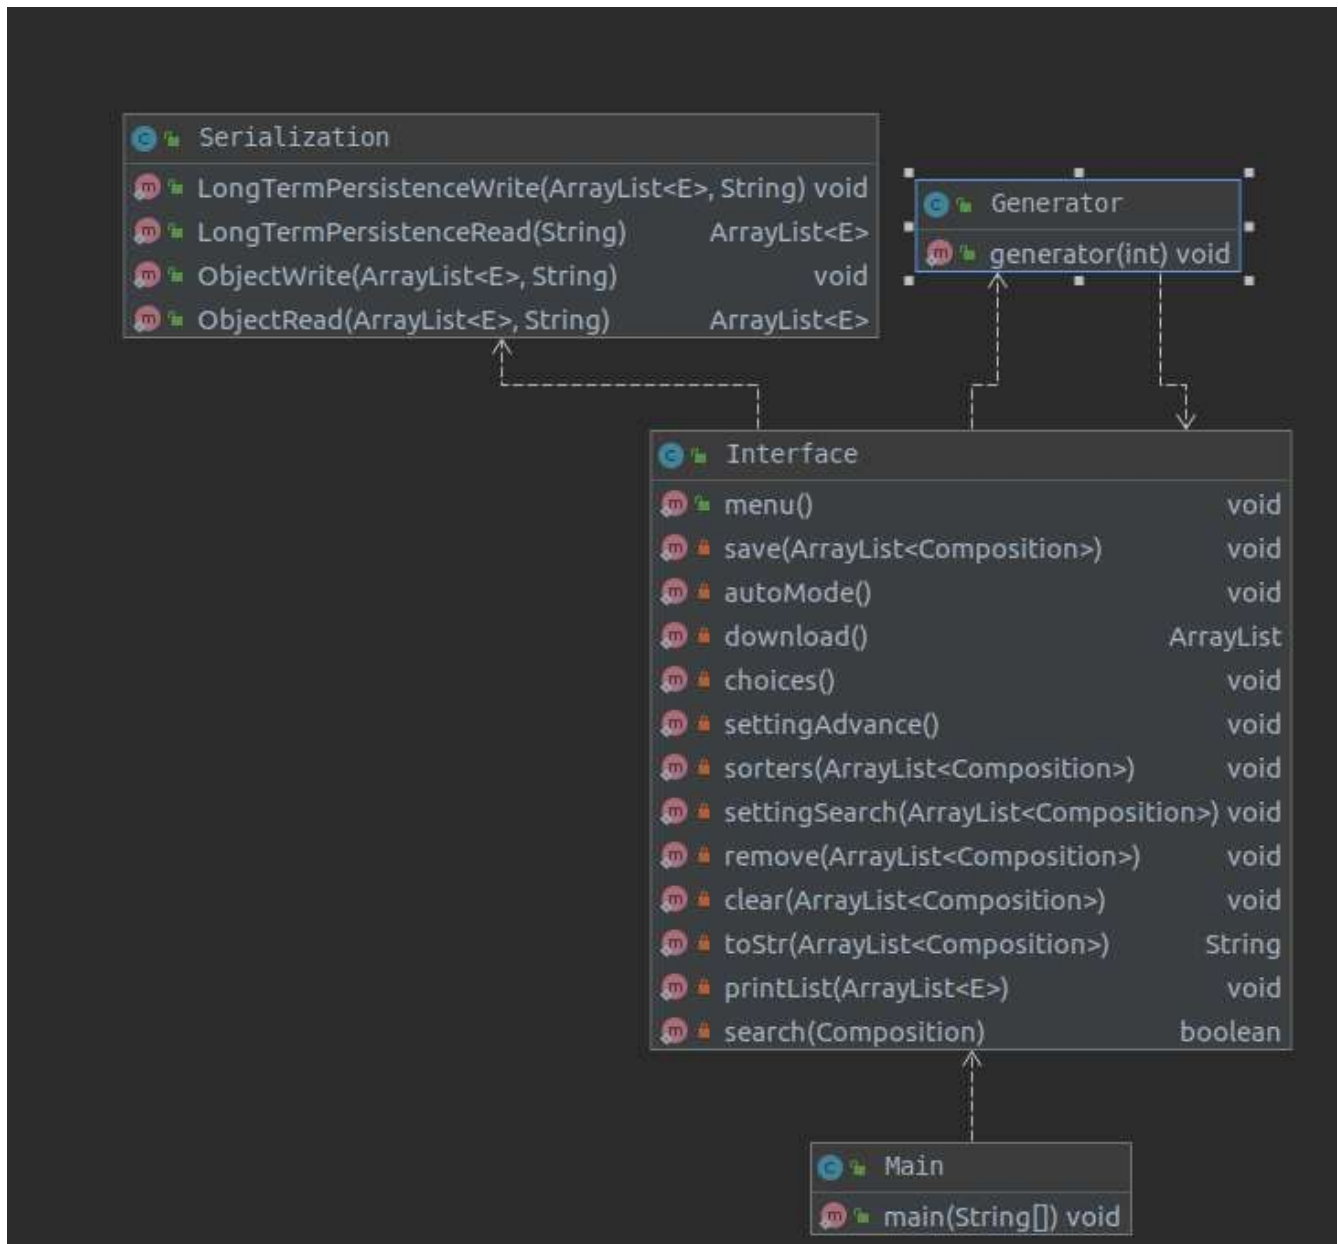 Serialization
LongTermPersistenceWrite(ArrayList<E>, String) void
LongTermPersistenceRead(String) ArrayList<E>
ObjectWrite(ArrayList<E>, String) void
ObjectRead(ArrayList<E>, String) ArrayList<E>
Generator
generator(int) void
Interface
menu() void
save(ArrayList<Composition>) void
autoMode() void
download() ArrayList
choices() void
settingAdvance() void
sorters(ArrayList<Composition>) void
settingSearch(ArrayList<Composition>) void
remove(ArrayList<Composition>) void
clear(ArrayList<Composition>) void
toStr(ArrayList<Composition>) String
printList(ArrayList<E>) void
search(Composition) boolean
Main
main(String[]) void